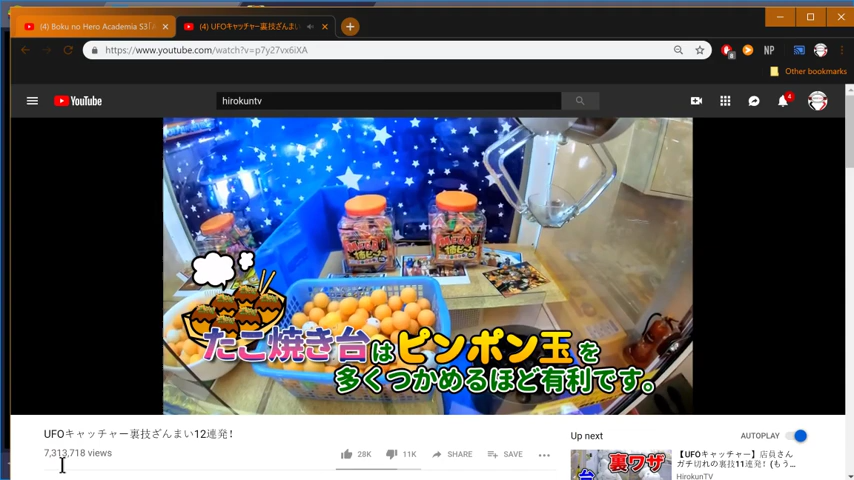 (4) Boku no Hero Academia S3「
(4) UFOキャッチャー裏技ざんまい
https://www.youtube.com/watch?v=p7y27vx6iXA
8
NP
Other bookmarks
YouTube
hirokuntv
4
たこ焼き台はピンポン玉を
多くつかめるほど有利です。
UFOキャッチャー裏技ざんまい12連発!
7,313,718 views
28K
11K
SHARE
SAVE
Up next
AUTOPLAY
裏ワザ
【UFOキャッチャー】店員さん
ガチ切れの裏技11連発! (もう...
HirokunTV